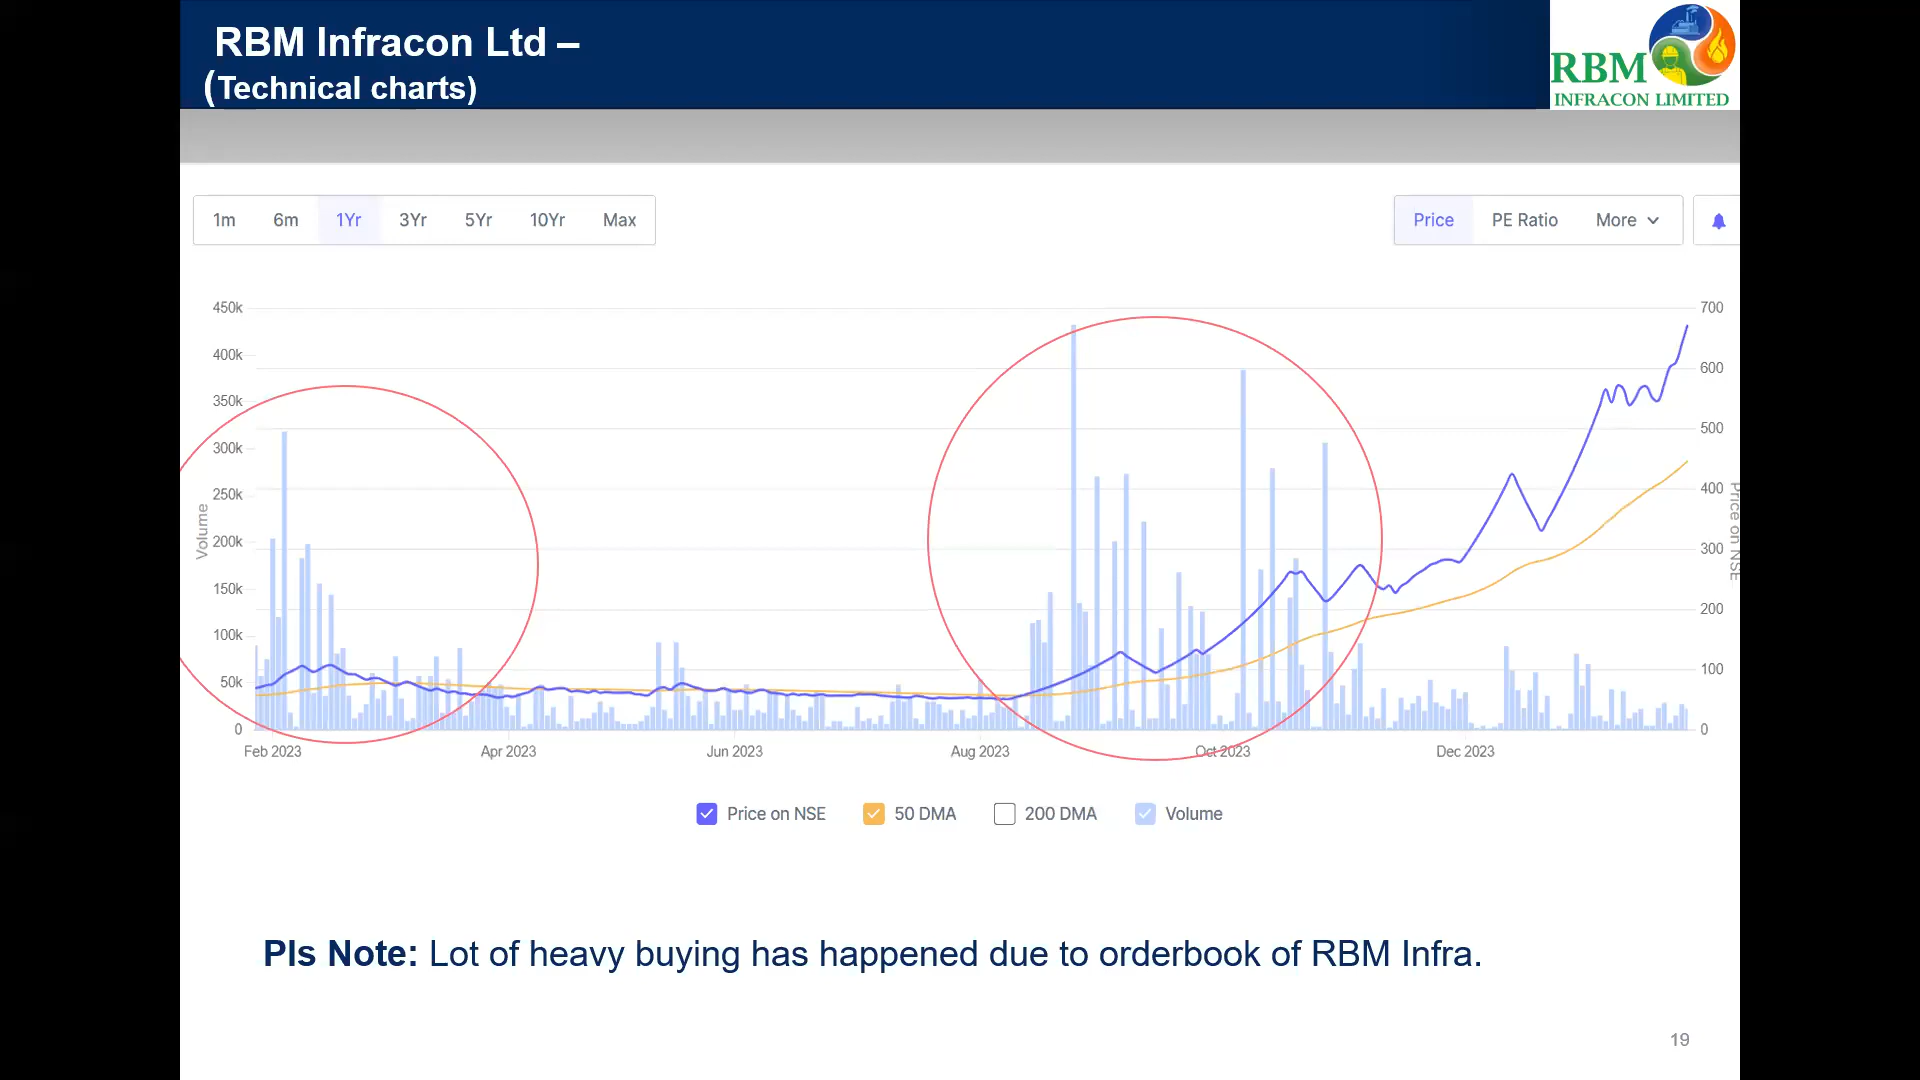 RBM Infracon Ltd –
(Technical charts)
RBM
INFRACON LIMITED
1m 6m 1Yr 3Yr 5Yr 10Yr Max
Price PE Ratio More
450k
400k
350k
300k
250k
200k
150k
100k
50k
0
Volume
700
600
500
400
300
200
100
0
Price on NSE
Feb 2023 Apr 2023 Jun 2023 Aug 2023 Oct 2023 Dec 2023
Price on NSE 50 DMA 200 DMA Volume
Pls Note: Lot of heavy buying has happened due to orderbook of RBM Infra.
19